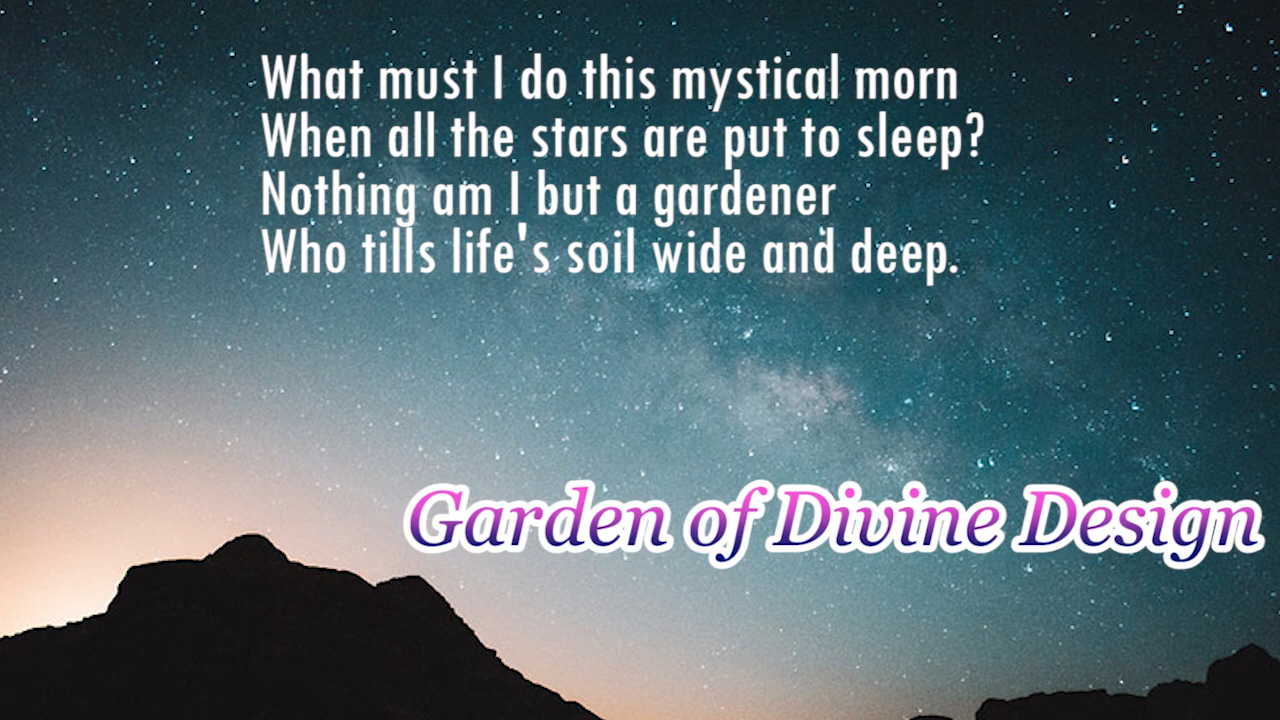 What must I do this mystical morn
When all the stars are put to sleep?
Nothing am I but a gardener
Who tills life's soil wide and deep.
Garden of Divine Design